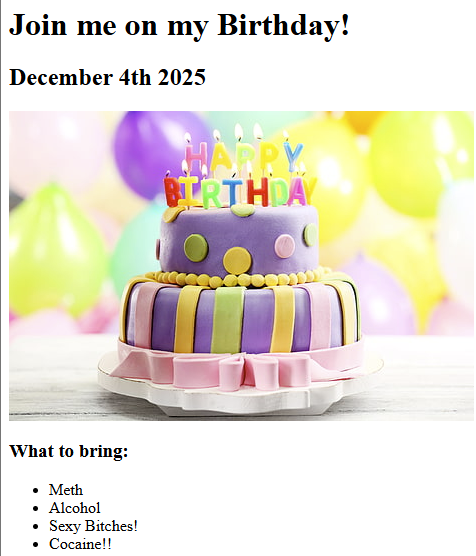 Join me on my Birthday!
December 4th 2025
HAPPY
BIRTHDAY
What to bring:
Meth
Alcohol
Sexy Bitches!
Cocaine!!